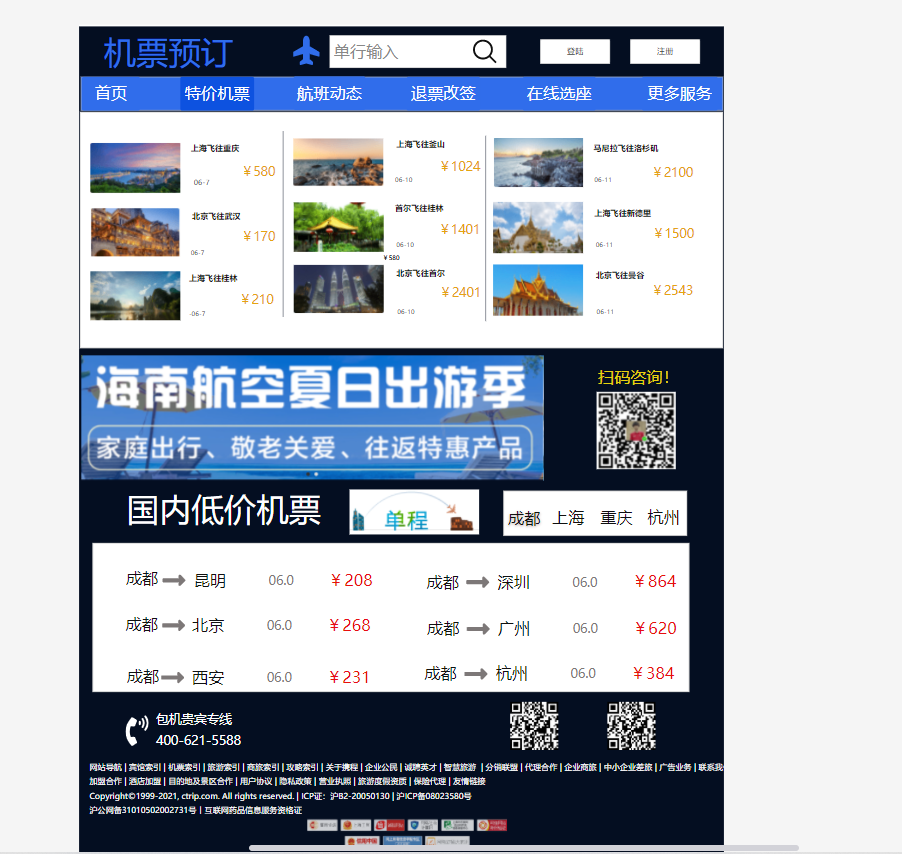 机票预订 单行输入 登陆 注册
首页 特价机票 航班动态 退票改签 在线选座 更多服务
上海飞往重庆
06-7 ￥580
北京飞往武汉
06-7 ￥170
上海飞往桂林
-06-7 ￥210
上海飞往釜山
06-10 ￥1024
首尔飞往桂林
06-10 ￥1401
￥580
北京飞往首尔
06-10 ￥2401
马尼拉飞往洛杉矶
06-11 ￥2100
上海飞往新德里
06-11 ￥1500
北京飞往曼谷
06-11 ￥2543
海南航空夏日出游季
家庭出行、敬老关爱、往返特惠产品
扫码咨询！
国内低价机票 单程 成都 上海 重庆 杭州
成都 昆明 06.0 ￥208
成都 深圳 06.0 ￥864
成都 北京 06.0 ￥268
成都 广州 06.0 ￥620
成都 西安 06.0 ￥231
成都 杭州 06.0 ￥384
包机贵宾专线
400-621-5588
网站导航 | 宾馆索引 | 机票索引 | 旅游索引 | 商旅索引 | 攻略索引 | 关于携程 | 企业公民 | 诚聘英才 | 智慧旅游 | 分销联盟 | 代理合作 | 企业商旅 | 中小企业差旅 | 广告业务 | 联系我
加盟合作 | 酒店加盟 | 目的地及景区合作 | 用户协议 | 隐私政策 | 营业执照 | 旅游度假资质 | 保险代理 | 友情链接
Copyright©1999-2021, ctrip.com. All rights reserved. | ICP证：沪B2-20050130 | 沪ICP备08023580号
沪公网备31010502002731号丨互联网药品信息服务资格证